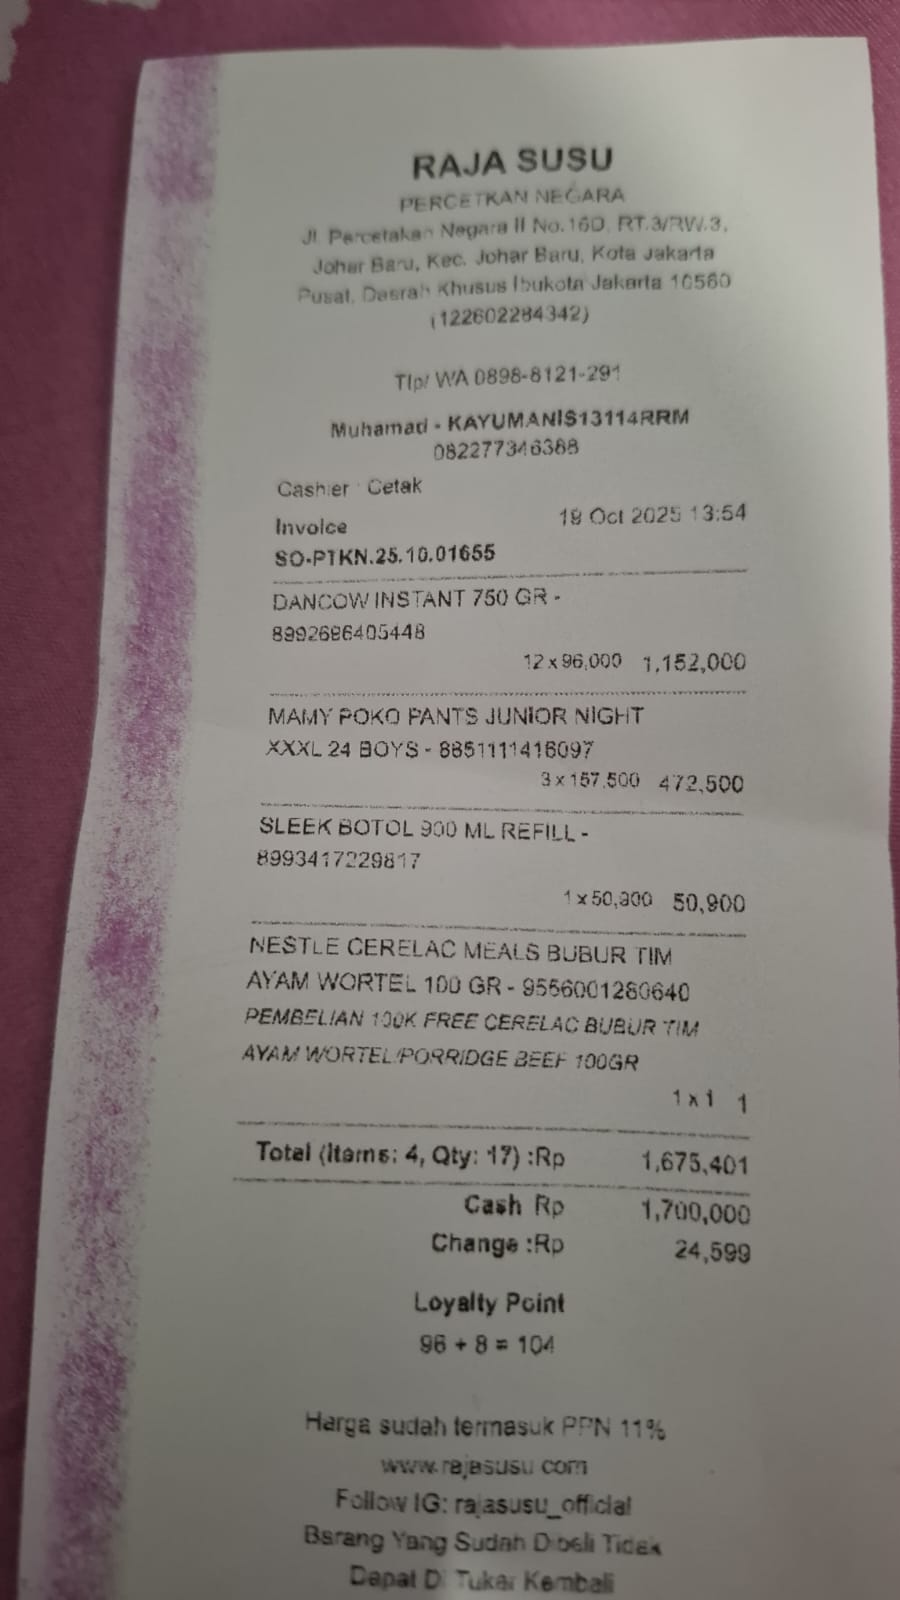 RAJA SUSU
PERCETKAN NEGARA
Jl. Percetakan Negara II No.16D, RT.3/RW.3,
Johar Baru, Kec. Johar Baru, Kota Jakarta
Pusat, Daerah Khusus Ibukota Jakarta 10560
(122602284342)
Tlp/ WA 0898-8121-291
Muhamad - KAYUMANIS13114RRM
082277346388
Cashier : Cetak
Invoice
19 Oct 2025 13:54
SO-PTKN.25.10.01655
DANCOW INSTANT 750 GR -
8992696405448
12 x 96,000 1,152,000
MAMY POKO PANTS JUNIOR NIGHT
XXXL 24 BOYS - 8851111416097
3 x 157,500 472,500
SLEEK BOTOL 900 ML REFILL -
8993417229817
1 x 50,900 50,900
NESTLE CERELAC MEALS BUBUR TIM
AYAM WORTEL 100 GR - 9556001280640
PEMBELIAN 100K FREE CERELAC BUBUR TIM
AYAM WORTEL/PORRIDGE BEEF 100GR
1 x 1 1
Total (Items: 4, Qty: 17) :Rp 1,675,401
Cash Rp 1,700,000
Change :Rp 24,599
Loyalty Point
96 + 8 = 104
Harga sudah termasuk PPN 11%
www.rajasusu.com
Follow IG: rajasusu_official
Barang Yang Sudah Dibeli Tidak
Dapat Di Tukar Kembali